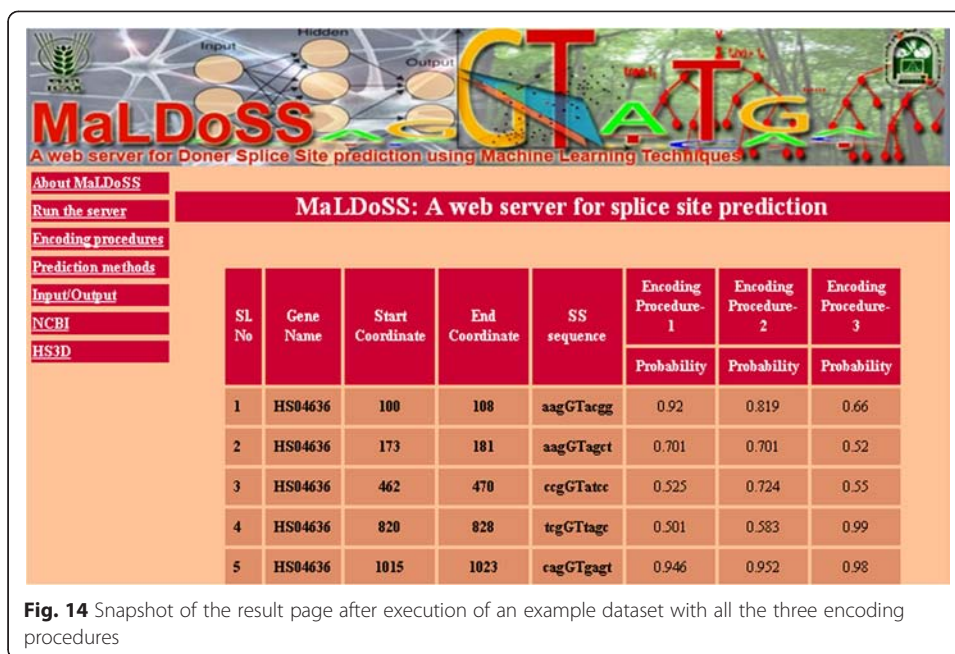 Input
Hidden
Output
GT
A T G A
A G
ICAR
MaLDoSS
A web server for Doner Splice Site prediction using Machine Learning Techniques
About MaLDoSS
Run the server
Encoding procedures
Prediction methods
Input/Output
NCBI
HS3D
MaLDoSS: A web server for splice site prediction
SL No Gene Name Start Coordinate End Coordinate SS sequence Encoding Procedure-1 Encoding Procedure-2 Encoding Procedure-3
Probability Probability Probability
1 HS04636 100 108 aagGTacgg 0.92 0.819 0.66
2 HS04636 173 181 aagGTagct 0.701 0.701 0.52
3 HS04636 462 470 ccgGTatcc 0.525 0.724 0.55
4 HS04636 820 828 tcgGTtagc 0.501 0.583 0.99
5 HS04636 1015 1023 cagGTgagt 0.946 0.952 0.98
Fig. 14 Snapshot of the result page after execution of an example dataset with all the three encoding
procedures